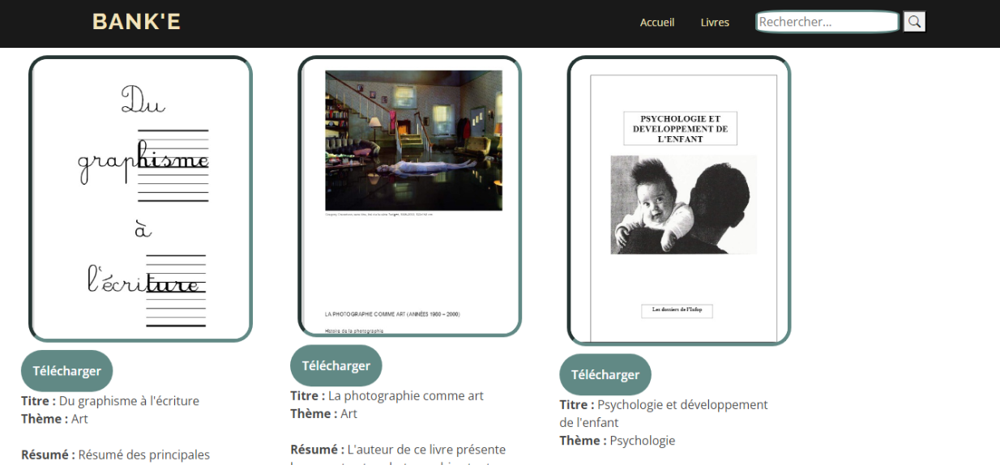 BANK'E
Accueil
Livres
Rechercher...
Du
graphisme
à
l'écriture
Télécharger
Titre : Du graphisme à l'écriture
Thème : Art
Résumé : Résumé des principales
LA PHOTOGRAPHIE COMME ART (ANNÉES 1960 – 2000)
Histoire de la photographie
Télécharger
Titre : La photographie comme art
Thème : Art
Résumé : L'auteur de ce livre présente
PSYCHOLOGIE ET
DEVELOPPEMENT DE
L'ENFANT
Les dossiers de l'Infop
Télécharger
Titre : Psychologie et développement
de l'enfant
Thème : Psychologie